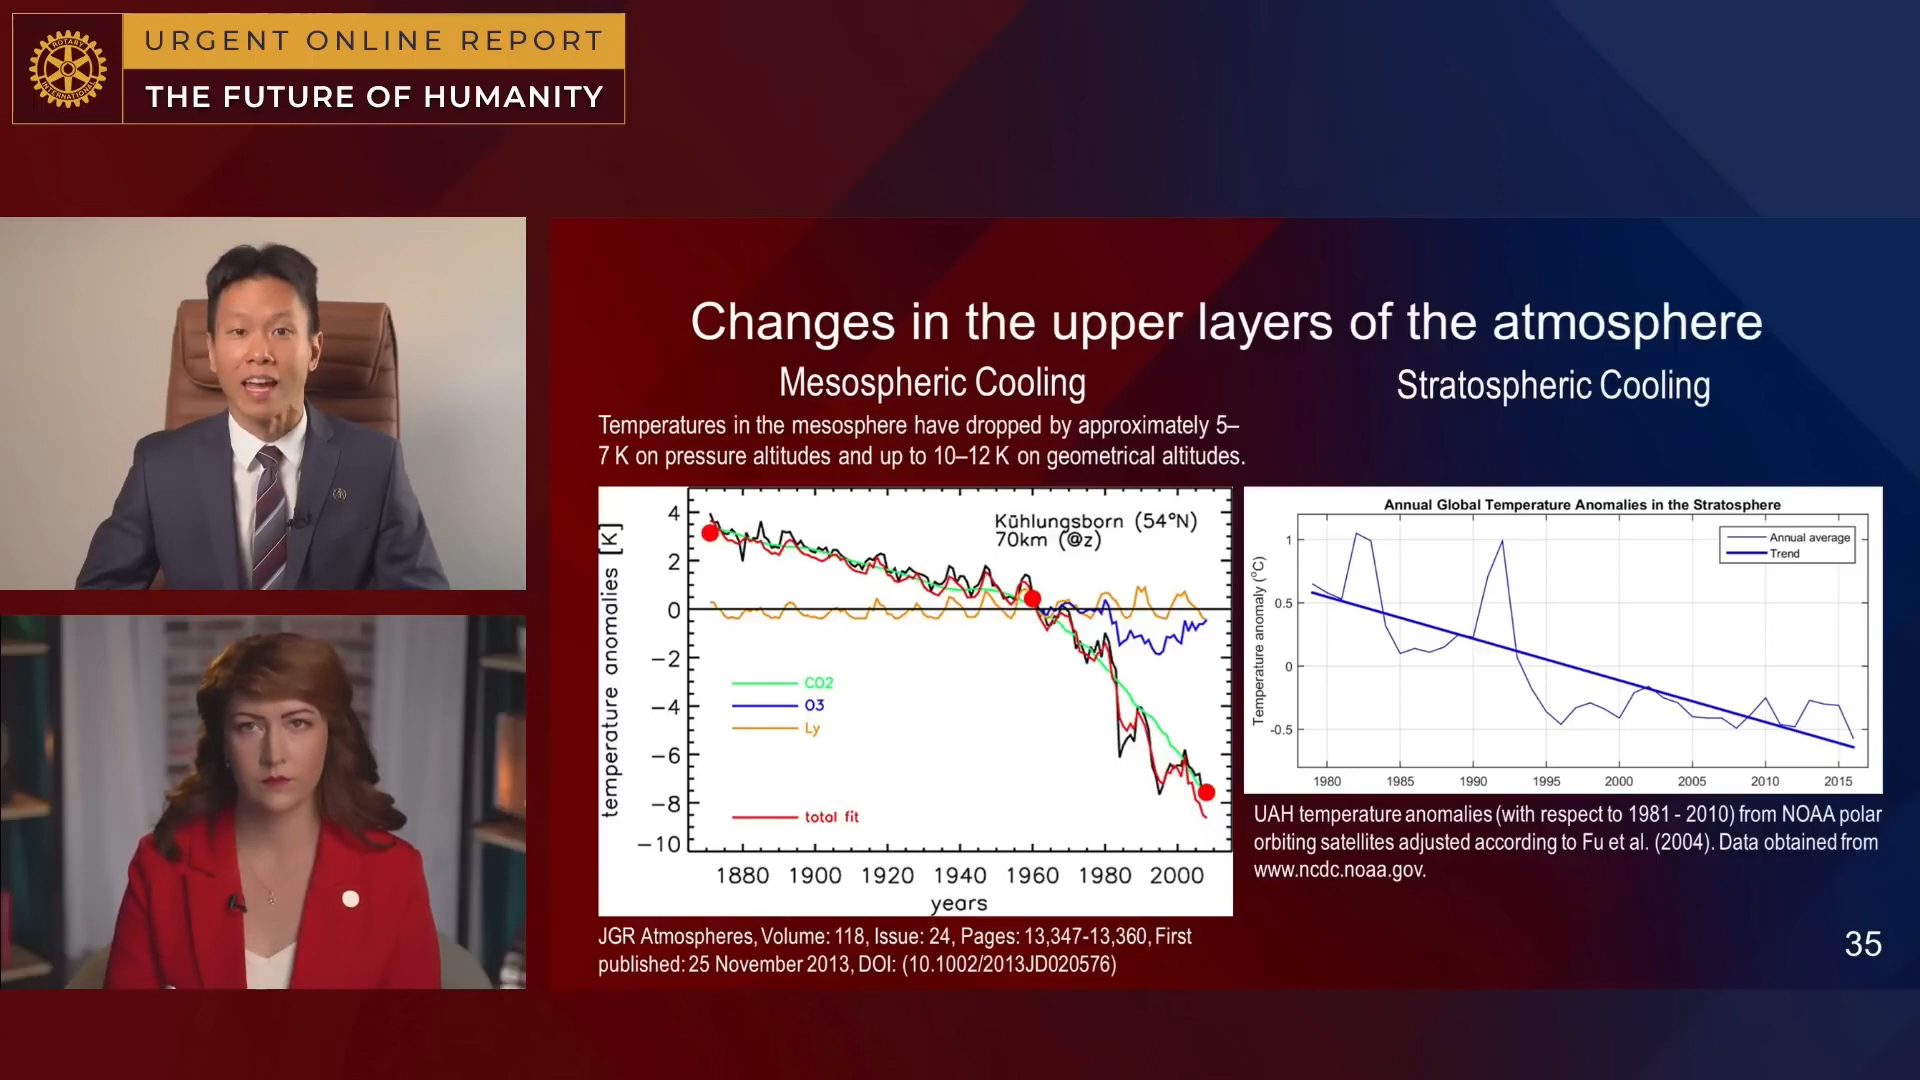 ROTARY
INTERNATIONAL
URGENT ONLINE REPORT
THE FUTURE OF HUMANITY
Changes in the upper layers of the atmosphere
Mesospheric Cooling
Temperatures in the mesosphere have dropped by approximately 5–
7 K on pressure altitudes and up to 10–12 K on geometrical altitudes.
temperature anomalies [K]
4
2
0
−2
−4
−6
−8
−10
Kühlungsborn (54°N)
70km (@z)
CO2
O3
Ly
total fit
1880 1900 1920 1940 1960 1980 2000
years
JGR Atmospheres, Volume: 118, Issue: 24, Pages: 13,347-13,360, First
published: 25 November 2013, DOI: (10.1002/2013JD020576)
Stratospheric Cooling
Annual Global Temperature Anomalies in the Stratosphere
Temperature anomaly (°C)
1
0.5
0
-0.5
Annual average
Trend
1980 1985 1990 1995 2000 2005 2010 2015
UAH temperature anomalies (with respect to 1981 - 2010) from NOAA polar
orbiting satellites adjusted according to Fu et al. (2004). Data obtained from
www.ncdc.noaa.gov.
35